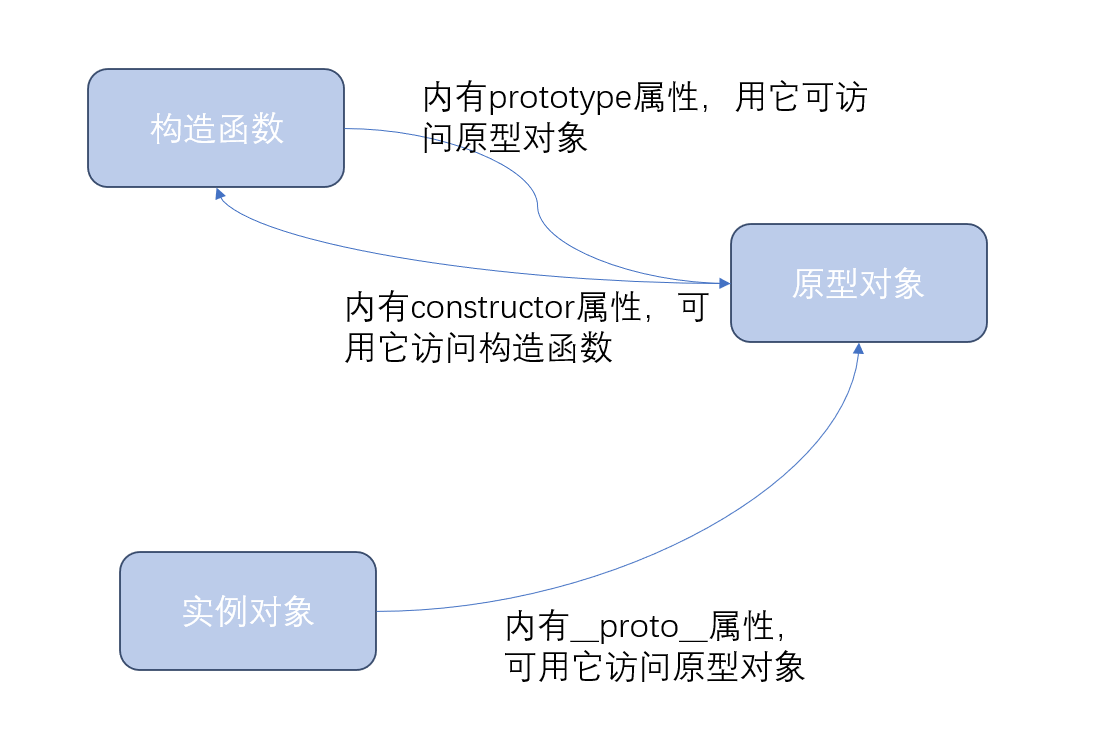 构造函数
内有prototype属性，用它可访
问原型对象
原型对象
内有constructor属性，可
用它访问构造函数
实例对象
内有__proto__属性，
可用它访问原型对象